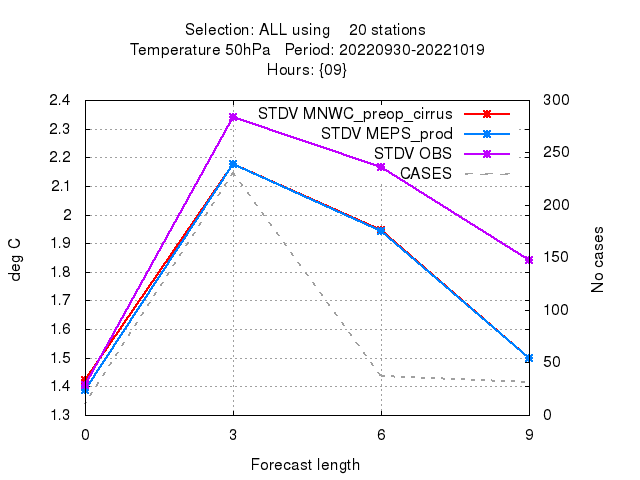 Selection: ALL using    20 stations
Temperature 50hPa   Period: 20220930-20221019
Hours: {09}
STDV MNWC_preop_cirrus
STDV MEPS_prod
STDV OBS
CASES
2.4
2.3
2.2
2.1
2
1.9
1.8
1.7
1.6
1.5
1.4
1.3
deg C
300
250
200
150
100
50
0
No cases
0 3 6 9
Forecast length